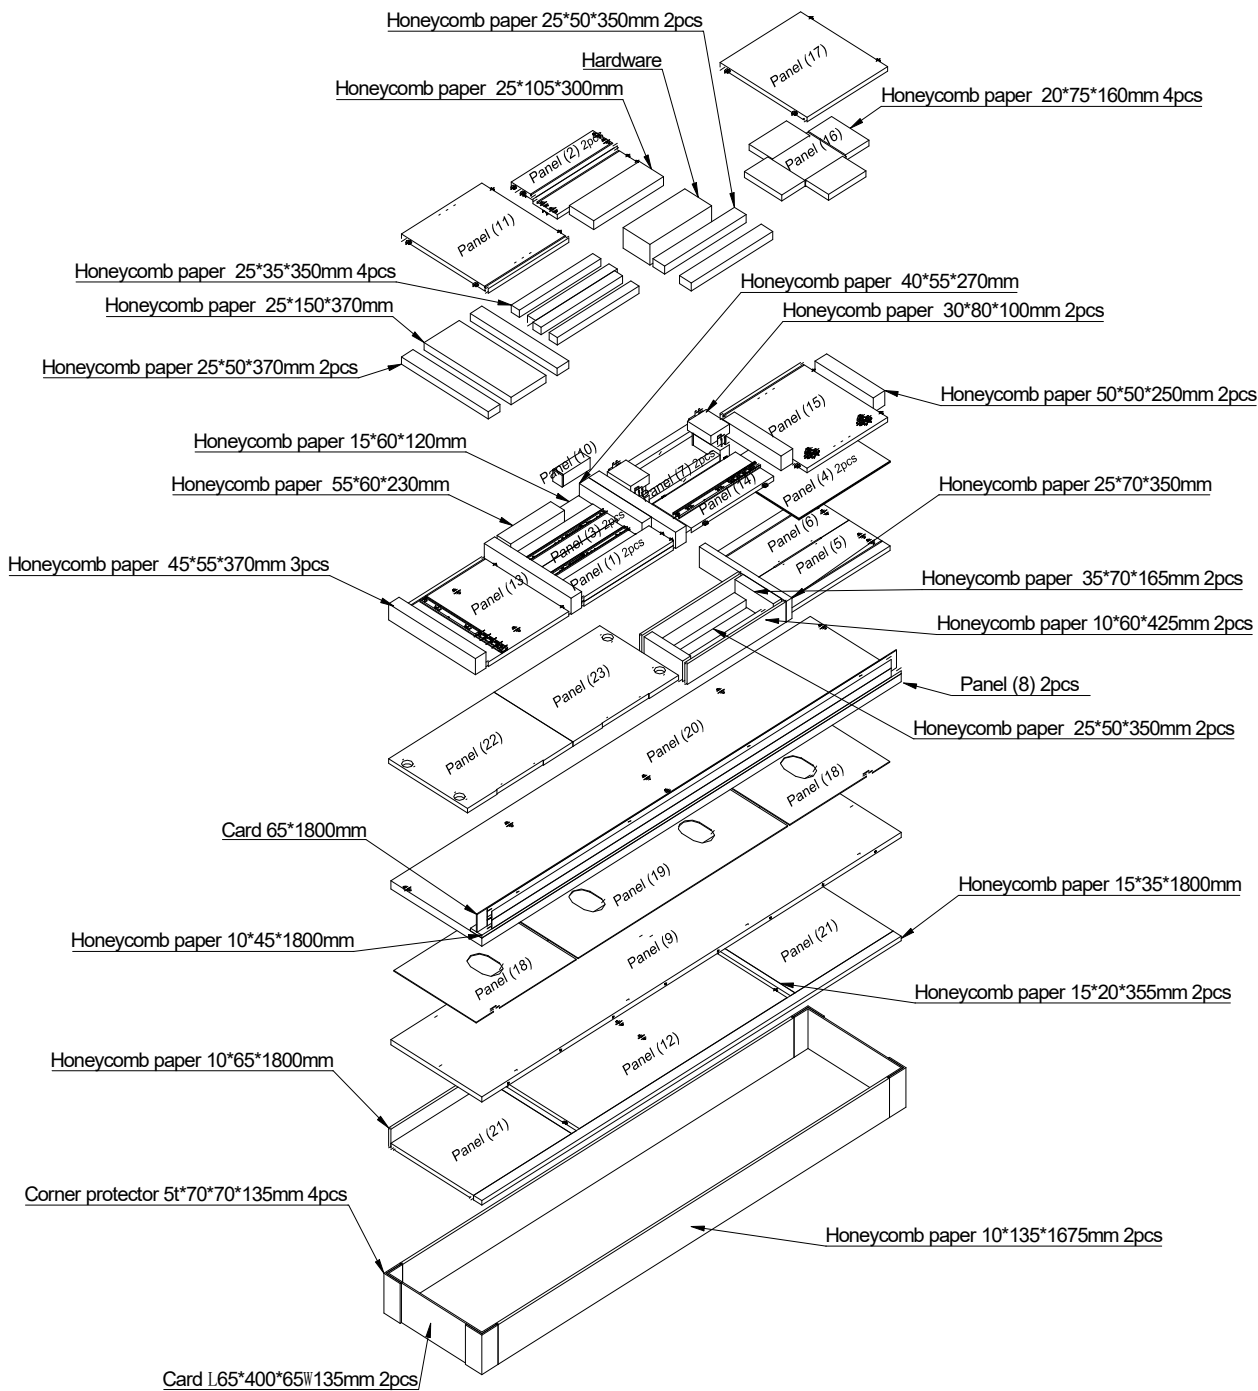 Honeycomb paper 25*50*350mm 2pcs
Hardware
Honeycomb paper 25*105*300mm
Panel (17)
Honeycomb paper 20*75*160mm 4pcs
Panel (16)
Panel (2) 2pcs
Panel (11)
Honeycomb paper 25*35*350mm 4pcs
Honeycomb paper 40*55*270mm
Honeycomb paper 25*150*370mm
Honeycomb paper 30*80*100mm 2pcs
Honeycomb paper 25*50*370mm 2pcs
Honeycomb paper 50*50*250mm 2pcs
Panel (15)
Honeycomb paper 15*60*120mm
Panel (10)
Panel (7) 2pcs
Panel (4) 2pcs
Honeycomb paper 55*60*230mm
Honeycomb paper 25*70*350mm
Panel (14)
Panel (6)
Panel (3) 2pcs
Panel (5)
Panel (1) 2pcs
Honeycomb paper 45*55*370mm 3pcs
Panel (13)
Honeycomb paper 35*70*165mm 2pcs
Honeycomb paper 10*60*425mm 2pcs
Panel (23)
Panel (8) 2pcs
Panel (22)
Panel (20)
Honeycomb paper 25*50*350mm 2pcs
Panel (18)
Card 65*1800mm
Panel (19)
Honeycomb paper 15*35*1800mm
Honeycomb paper 10*45*1800mm
Panel (9)
Panel (21)
Panel (18)
Honeycomb paper 15*20*355mm 2pcs
Panel (12)
Honeycomb paper 10*65*1800mm
Panel (21)
Corner protector 5t*70*70*135mm 4pcs
Honeycomb paper 10*135*1675mm 2pcs
Card L65*400*65W135mm 2pcs